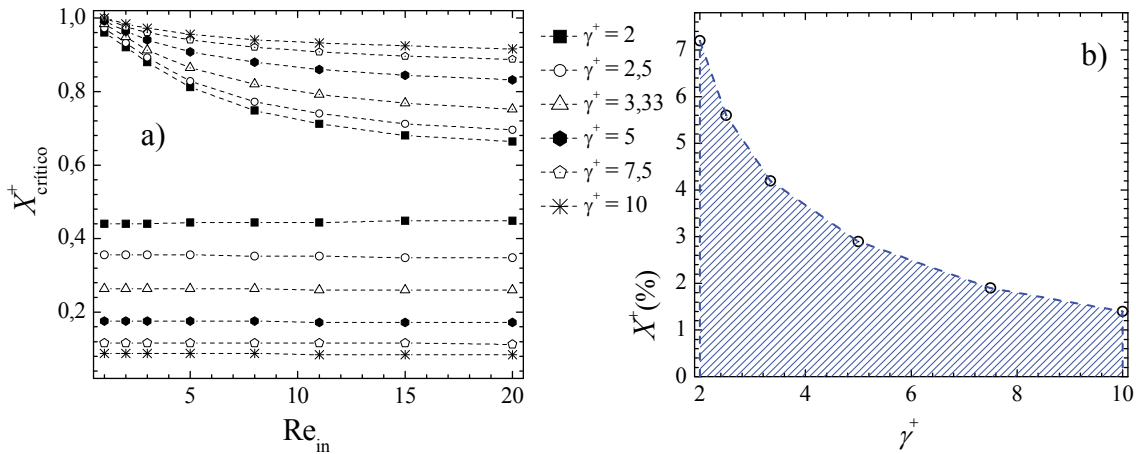 1,0
0,8
0,6
0,4
0,2
X⁺crítico
a)
5
10
15
20
Re_in
γ⁺ = 2
γ⁺ = 2,5
γ⁺ = 3,33
γ⁺ = 5
γ⁺ = 7,5
γ⁺ = 10
b)
7
6
5
4
3
2
1
0
X⁺(%)
2
4
6
8
10
γ⁺